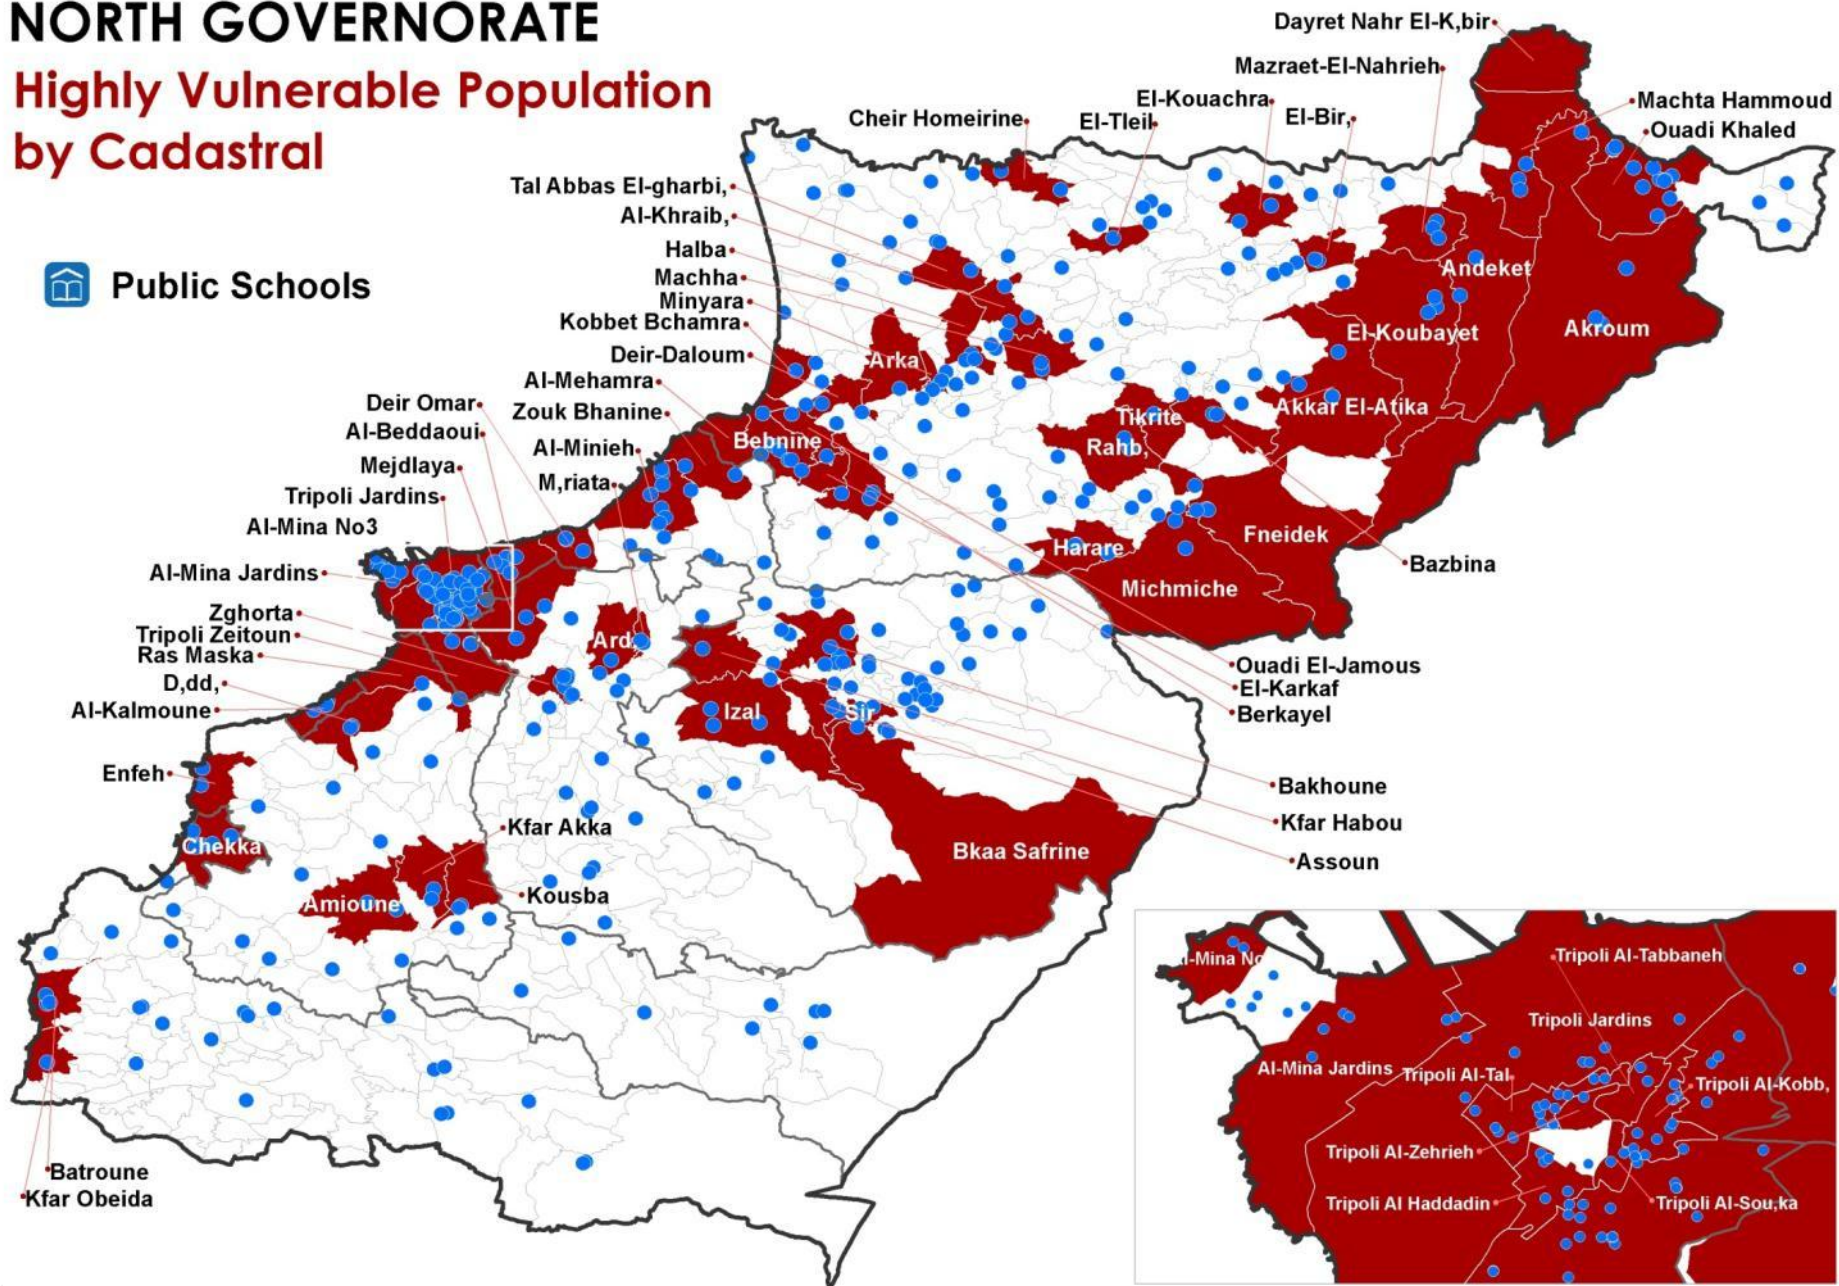 NORTH GOVERNORATE
Highly Vulnerable Population
by Cadastral
Public Schools
Dayret Nahr El-K,bir
Mazraet-El-Nahrieh
El-Kouachra
El-Bir,
Cheir Homeirine
El-Tleil
Machta Hammoud
Ouadi Khaled
Tal Abbas El-gharbi,
Al-Khraib,
Halba
Machha
Minyara
Kobbet Bchamra
Deir-Daloum
Al-Mehamra
Zouk Bhanine
Al-Minieh
M,riata
Deir Omar
Al-Beddaoui
Mejdlaya
Tripoli Jardins
Al-Mina No3
Al-Mina Jardins
Zghorta
Tripoli Zeitoun
Ras Maska
D,dd,
Al-Kalmoune
Enfeh
Chekka
Kfar Akka
Kousba
Amioune
Batroune
Kfar Obeida
Andeket
El-Koubayet
Akroum
Arka
Akkar El-Atika
Tikrite
Rahb,
Bebnine
Fneidek
Harare
Michmiche
Bazbina
Ard
Izal
Sir
Bkaa Safrine
Ouadi El-Jamous
El-Karkaf
Berkayel
Bakhoune
Kfar Habou
Assoun
l-Mina No
Tripoli Al-Tabbaneh
Tripoli Jardins
Al-Mina Jardins
Tripoli Al-Tal
Tripoli Al-Kobb,
Tripoli Al-Zehrieh
Tripoli Al Haddadin
Tripoli Al-Sou,ka